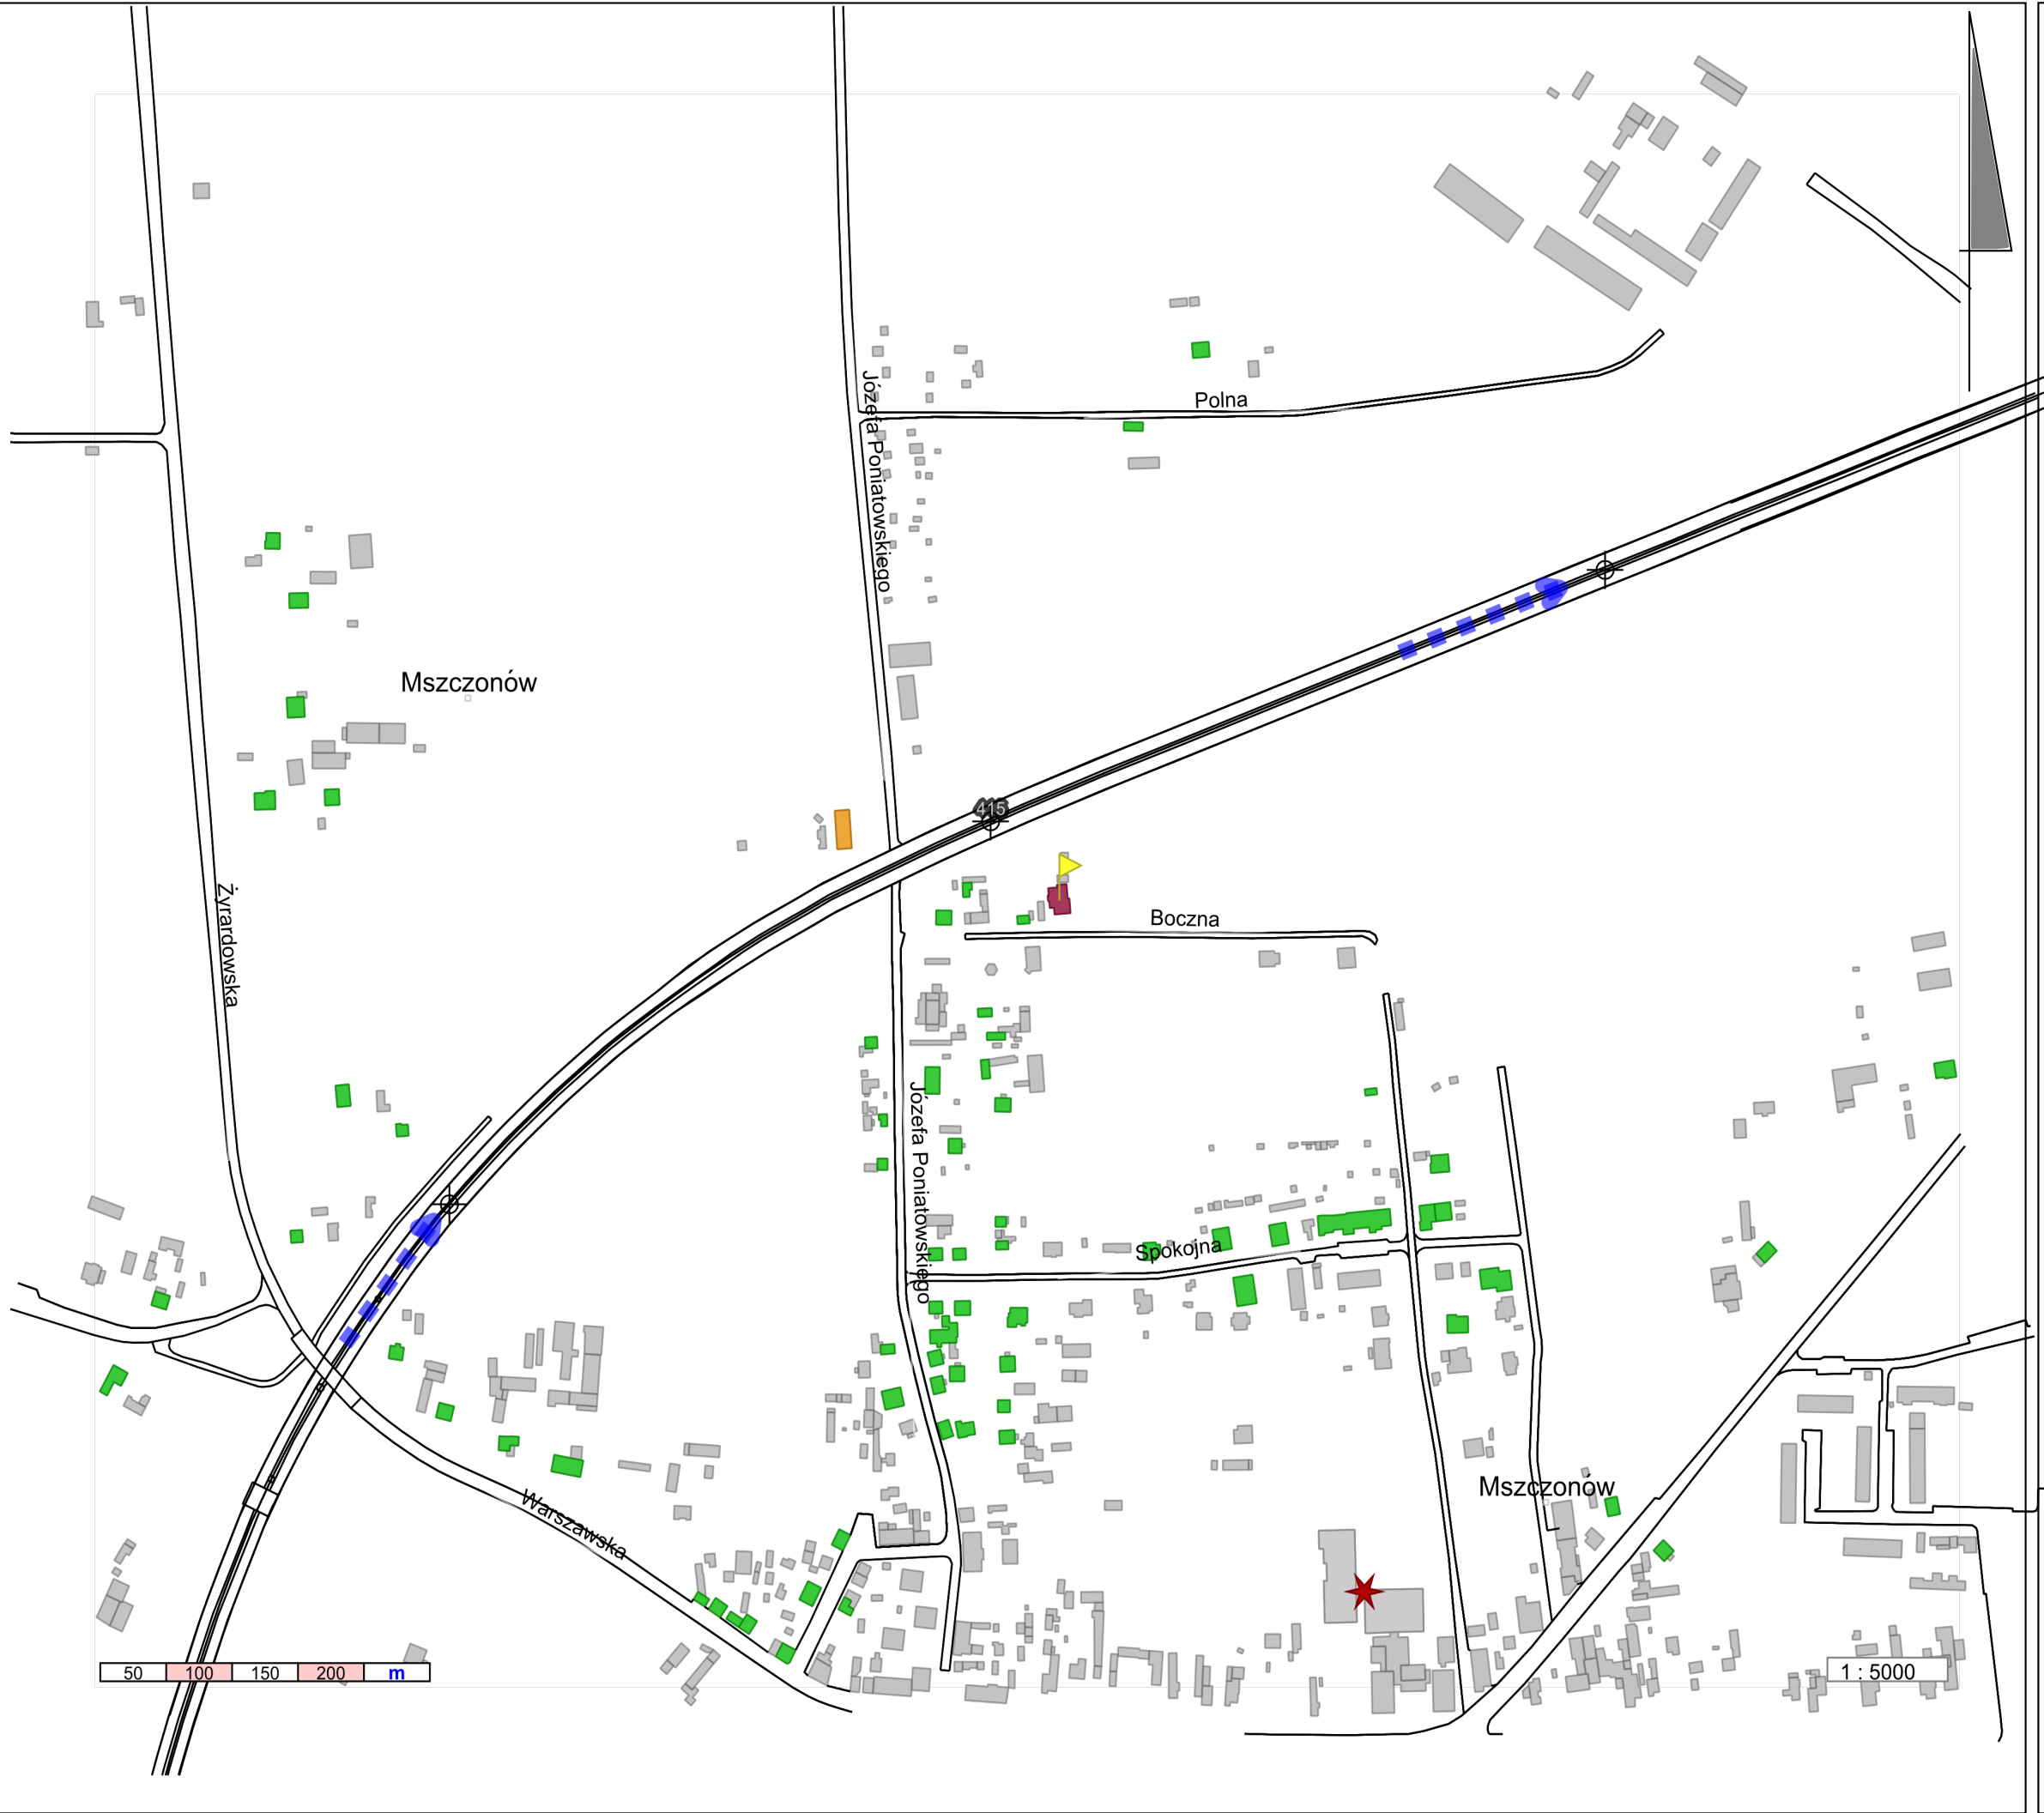 Polna
Józefa Poniatowskiego
Mszczonów
415
Żyrardowska
Boczna
Józefa Poniatowskiego
Spokojna
Mszczonów
Warszawska
50 100 150 200 m
1 : 5000